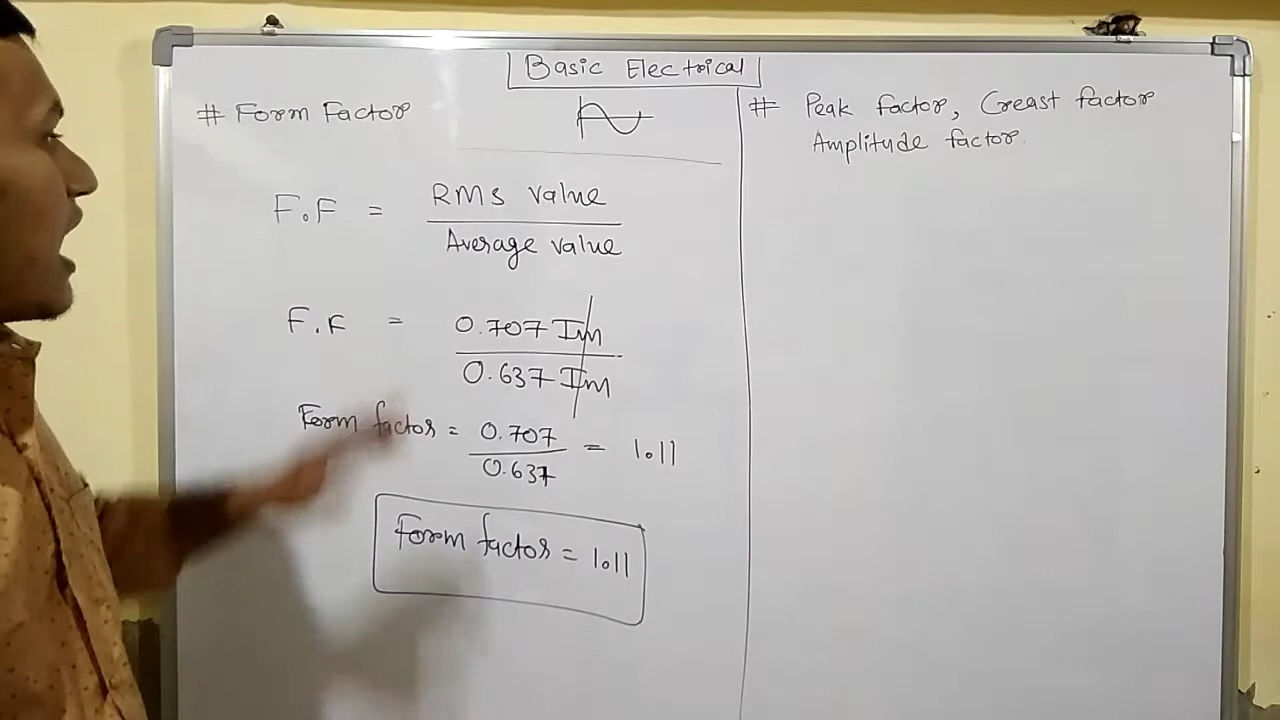 Basic Electrical
# Form Factor
F.F = RMS value / Average value
F.F = 0.707 Im / 0.637 Im
Form factor = 0.707 / 0.637 = 1.11
Form factor = 1.11
# Peak factor, Creast factor
Amplitude factor.